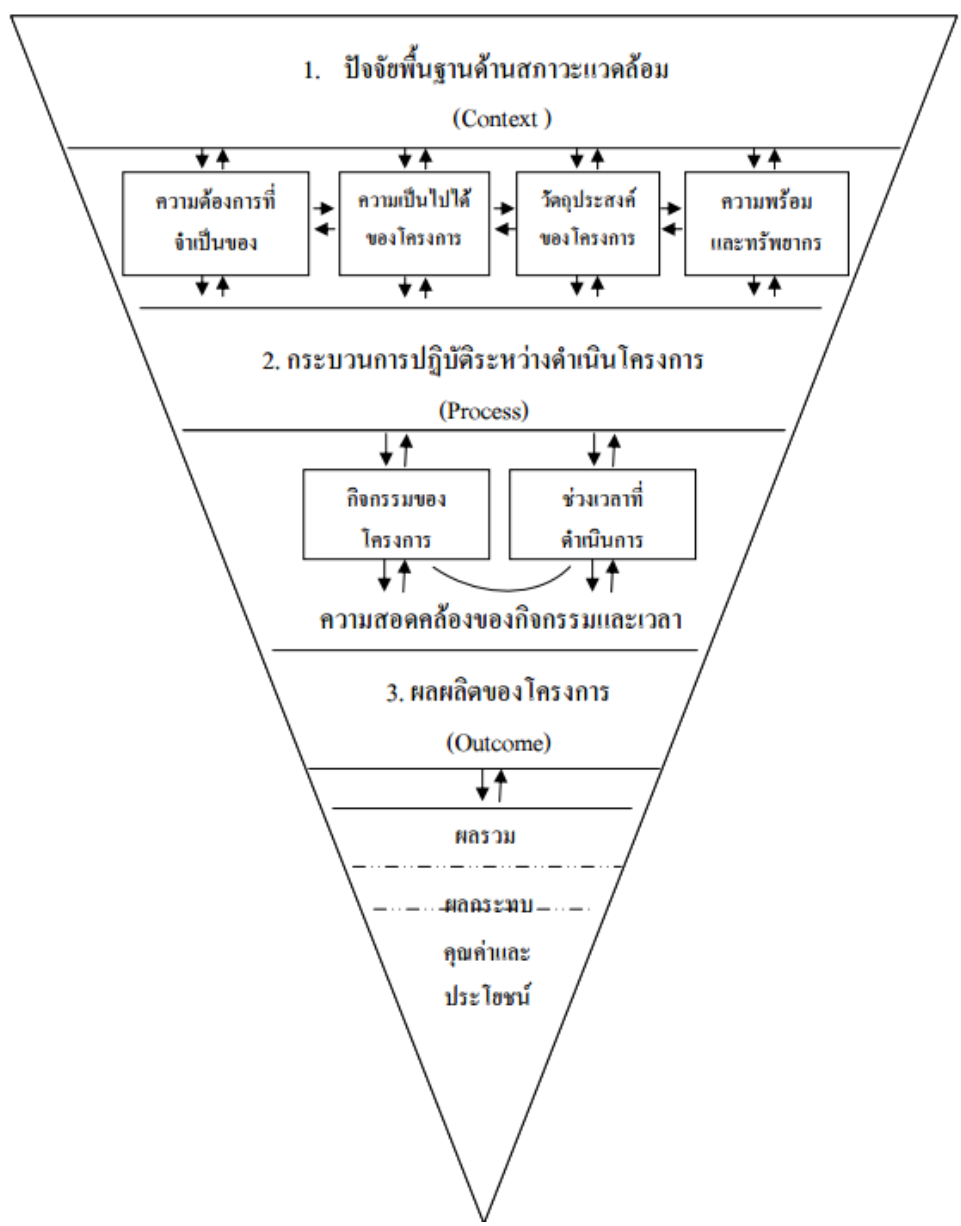 1. ปัจจัยพื้นฐานด้านสภาวะแวดล้อม
(Context )
ความต้องการที่
จำเป็นของ
ความเป็นไปได้
ของโครงการ
วัตถุประสงค์
ของโครงการ
ความพร้อม
และทรัพยากร
2. กระบวนการปฏิบัติระหว่างดำเนินโครงการ
(Process)
กิจกรรมของ
โครงการ
ช่วงเวลาที่
ดำเนินการ
ความสอดคล้องของกิจกรรมและเวลา
3. ผลผลิตของโครงการ
(Outcome)
ผลรวม
ผลกระทบ
คุณค่าและ
ประโยชน์